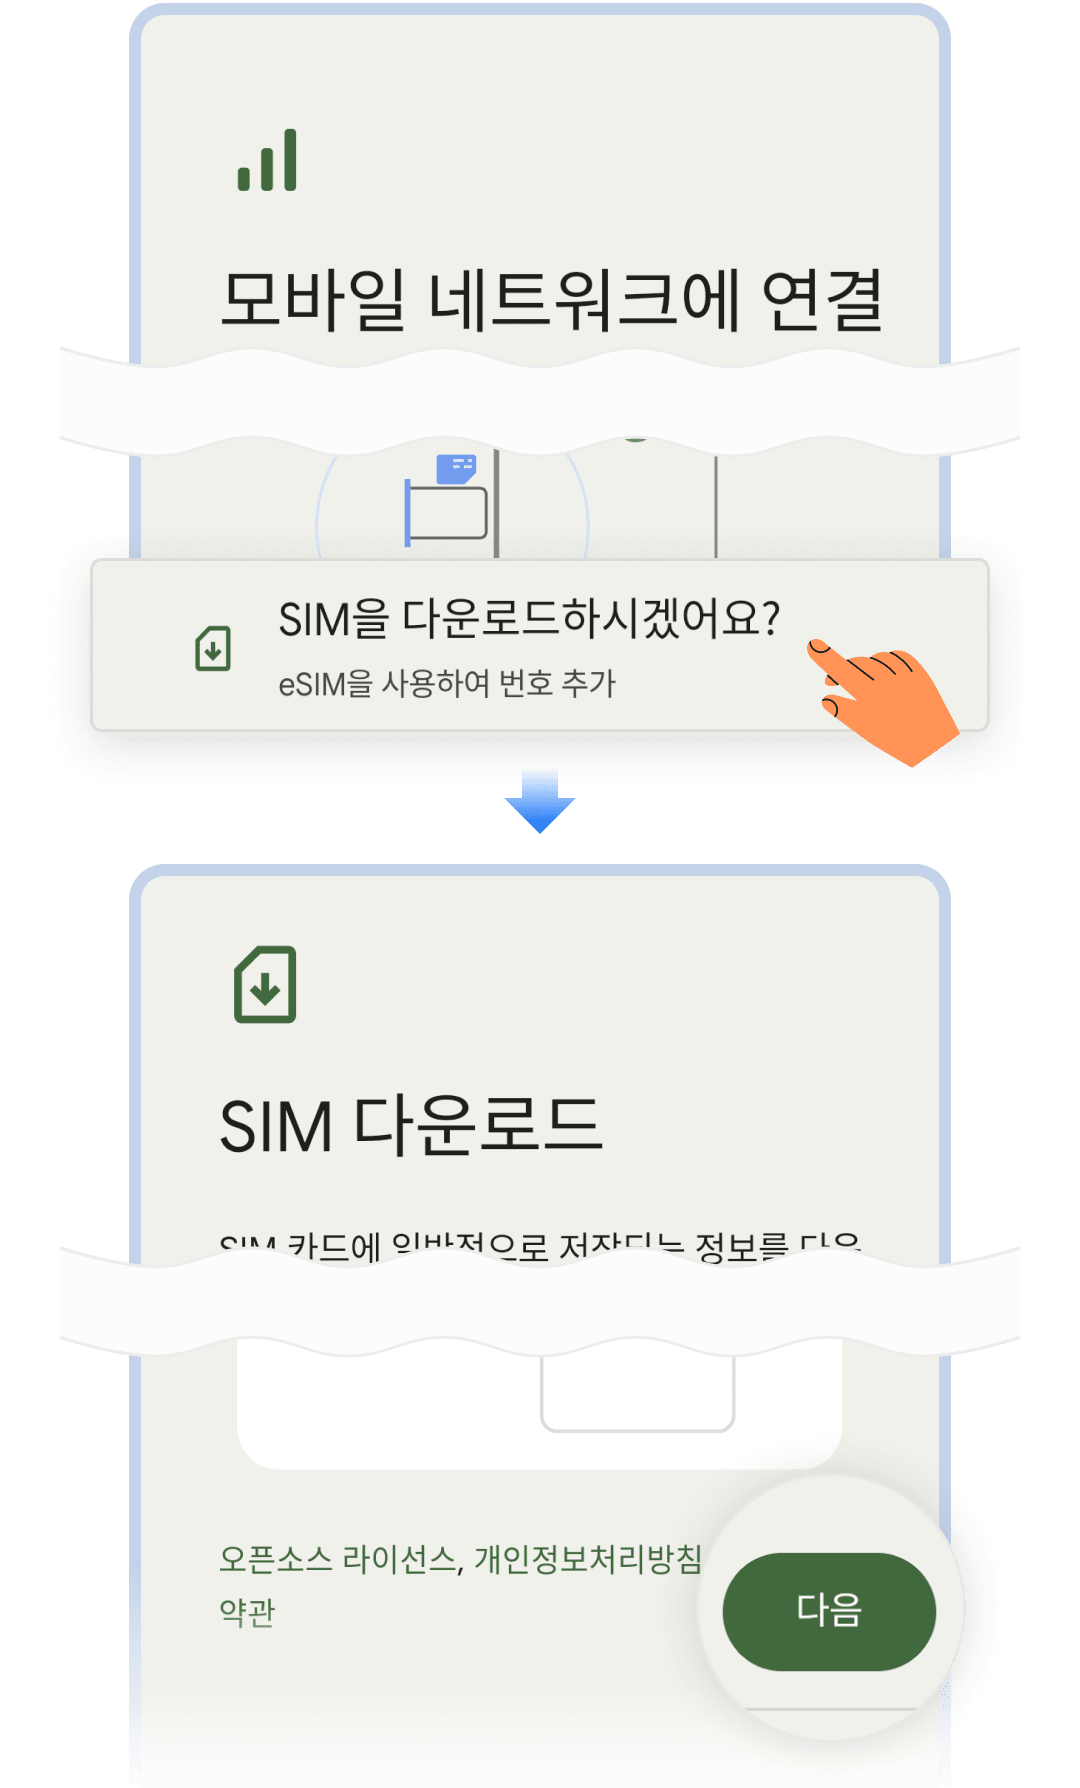 모바일 네트워크에 연결
SIM을 다운로드하시겠어요?
eSIM을 사용하여 번호 추가
SIM 다운로드
SIM 카드에 일반적으로 저장되는 정보를 다운
오픈소스 라이선스, 개인정보처리방침
약관
다음